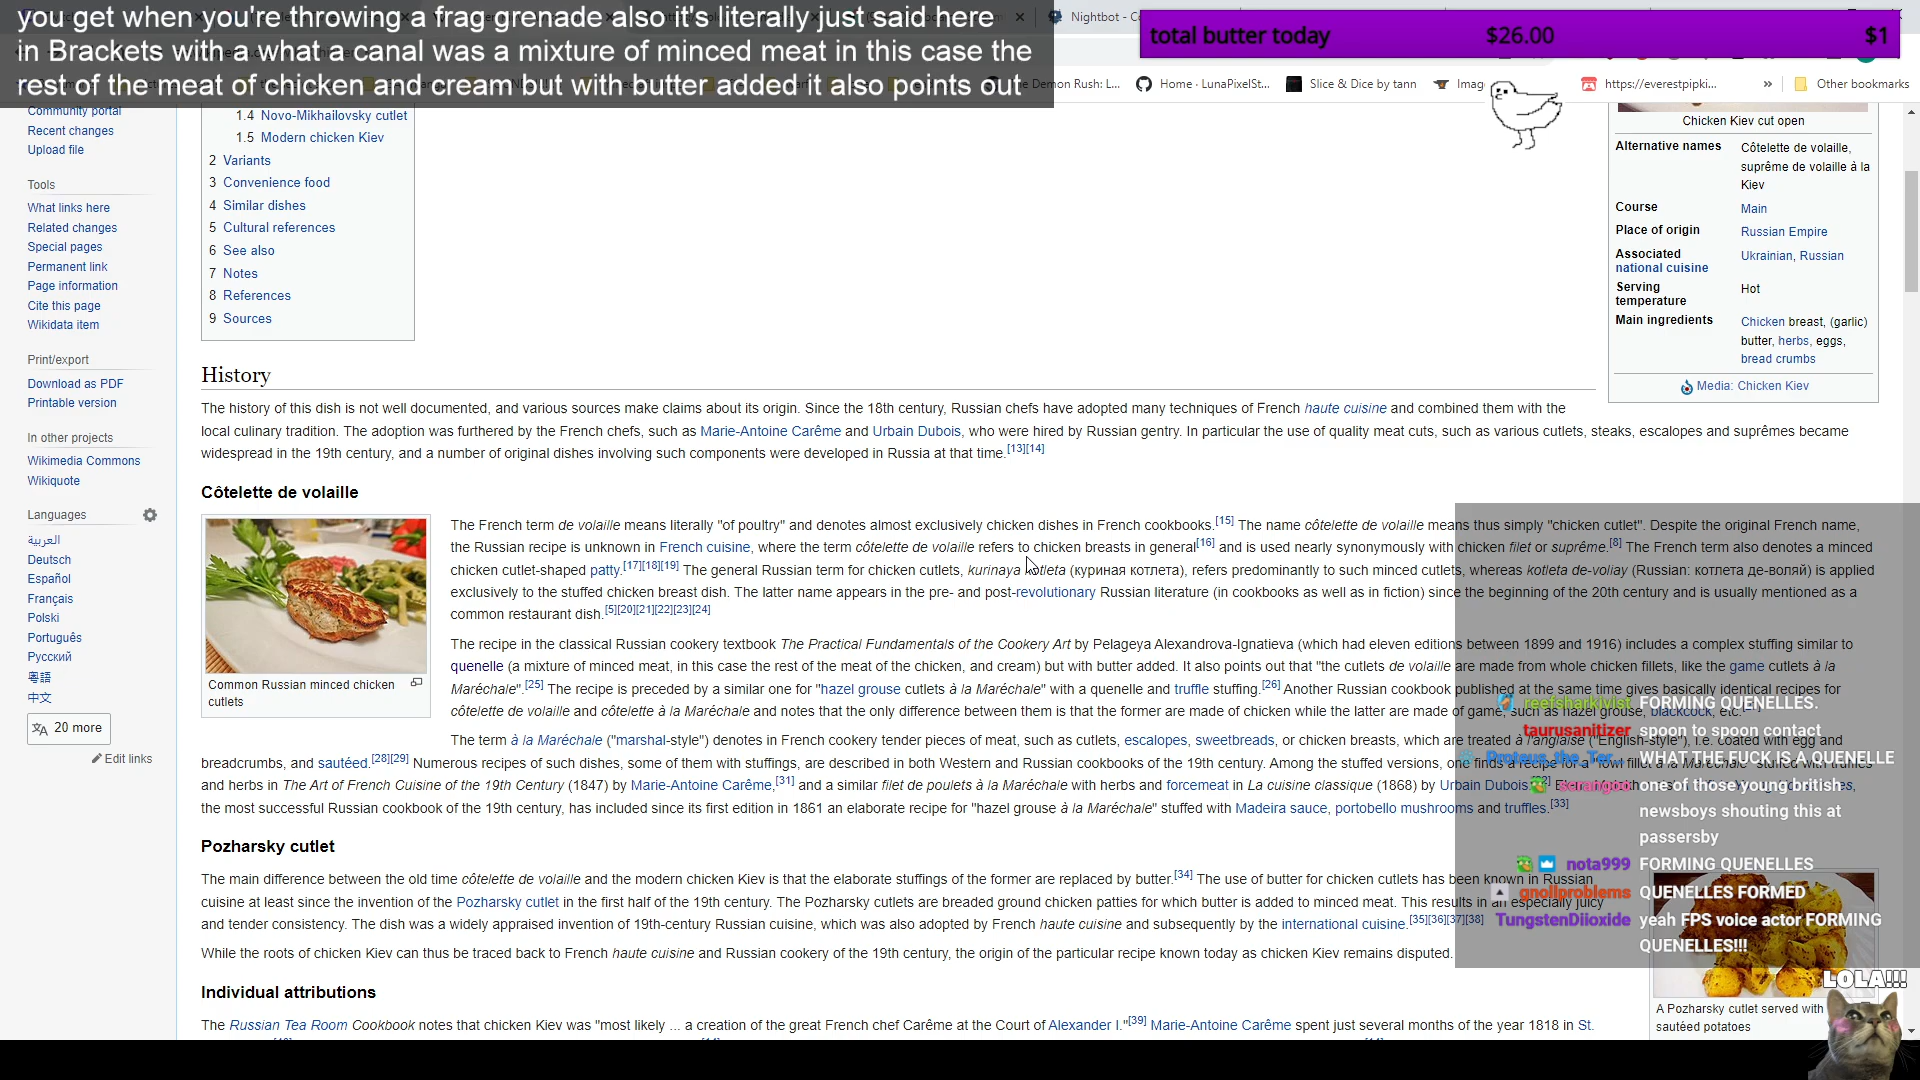 you get when you're throwing a frag grenade also it's literally just said here
in Brackets with a what a canal was a mixture of minced meat in this case the
rest of the meat of chicken and cream but with butter added it also points out
Nightbot - C
total butter today $26.00 $1
Demon Rush: L...
Home · LunaPixelSt...
Slice & Dice by tann
Imag
https://everestpipki...
»
Other bookmarks
Community portal
Recent changes
Upload file
Tools
What links here
Related changes
Special pages
Permanent link
Page information
Cite this page
Wikidata item
Print/export
Download as PDF
Printable version
In other projects
Wikimedia Commons
Wikiquote
Languages
العربية
Deutsch
Español
Français
Polski
Português
Русский
粵語
中文
20 more
Edit links
1.4 Novo-Mikhailovsky cutlet
1.5 Modern chicken Kiev
2 Variants
3 Convenience food
4 Similar dishes
5 Cultural references
6 See also
7 Notes
8 References
9 Sources
Chicken Kiev cut open
Alternative names Côtelette de volaille,
suprême de volaille à la
Kiev
Course Main
Place of origin Russian Empire
Associated Ukrainian, Russian
national cuisine
Serving Hot
temperature
Main ingredients Chicken breast, (garlic)
butter, herbs, eggs,
bread crumbs
Media: Chicken Kiev
History
The history of this dish is not well documented, and various sources make claims about its origin. Since the 18th century, Russian chefs have adopted many techniques of French haute cuisine and combined them with the
local culinary tradition. The adoption was furthered by the French chefs, such as Marie-Antoine Carême and Urbain Dubois, who were hired by Russian gentry. In particular the use of quality meat cuts, such as various cutlets, steaks, escalopes and suprêmes became
widespread in the 19th century, and a number of original dishes involving such components were developed in Russia at that time.[13][14]
Côtelette de volaille
Common Russian minced chicken
cutlets
The French term de volaille means literally "of poultry" and denotes almost exclusively chicken dishes in French cookbooks.[15] The name côtelette de volaille means thus simply "chicken cutlet". Despite the original French name,
the Russian recipe is unknown in French cuisine, where the term côtelette de volaille refers to chicken breasts in general[16] and is used nearly synonymously with chicken filet or suprême.[8] The French term also denotes a minced
chicken cutlet-shaped patty.[17][18][19] The general Russian term for chicken cutlets, kurinaya kotleta (куриная котлета), refers predominantly to such minced cutlets, whereas kotleta de-voliay (Russian: котлета де-воляй) is applied
exclusively to the stuffed chicken breast dish. The latter name appears in the pre- and post-revolutionary Russian literature (in cookbooks as well as in fiction) since the beginning of the 20th century and is usually mentioned as a
common restaurant dish.[5][20][21][22][23][24]
The recipe in the classical Russian cookery textbook The Practical Fundamentals of the Cookery Art by Pelageya Alexandrova-Ignatieva (which had eleven editions between 1899 and 1916) includes a complex stuffing similar to
quenelle (a mixture of minced meat, in this case the rest of the meat of the chicken, and cream) but with butter added. It also points out that "the cutlets de volaille are made from whole chicken fillets, like the game cutlets à la
Maréchale".[25] The recipe is preceded by a similar one for "hazel grouse cutlets à la Maréchale" with a quenelle and truffle stuffing.[26] Another Russian cookbook published at the same time gives basically identical recipes for
côtelette de volaille and côtelette à la Maréchale and notes that the only difference between them is that the former are made of chicken while the latter are made of game, such as hazel grouse, blackcock, etc.
The term à la Maréchale ("marshal-style") denotes in French cookery tender pieces of meat, such as cutlets, escalopes, sweetbreads, or chicken breasts, which are treated à l'anglaise ("English-style"), i.e. coated with egg and
breadcrumbs, and sautéed.[28][29] Numerous recipes of such dishes, some of them with stuffings, are described in both Western and Russian cookbooks of the 19th century. Among the stuffed versions, one finds a recipe for a "fowl fillet à la Maréchale" stuffed with truffles
and herbs in The Art of French Cuisine of the 19th Century (1847) by Marie-Antoine Carême,[31] and a similar filet de poulets à la Maréchale with herbs and forcemeat in La cuisine classique (1868) by Urbain Dubois.
the most successful Russian cookbook of the 19th century, has included since its first edition in 1861 an elaborate recipe for "hazel grouse à la Maréchale" stuffed with Madeira sauce, portobello mushrooms and truffles.[33]
Pozharsky cutlet
The main difference between the old time côtelette de volaille and the modern chicken Kiev is that the elaborate stuffings of the former are replaced by butter.[34] The use of butter for chicken cutlets has been known in Russian
cuisine at least since the invention of the Pozharsky cutlet in the first half of the 19th century. The Pozharsky cutlets are breaded ground chicken patties for which butter is added to minced meat. This results in an especially juicy
and tender consistency. The dish was a widely appraised invention of 19th-century Russian cuisine, which was also adopted by French haute cuisine and subsequently by the international cuisine.[35][36][37][38]
While the roots of chicken Kiev can thus be traced back to French haute cuisine and Russian cookery of the 19th century, the origin of the particular recipe known today as chicken Kiev remains disputed.
Individual attributions
The Russian Tea Room Cookbook notes that chicken Kiev was "most likely ... a creation of the great French chef Carême at the Court of Alexander I."[39] Marie-Antoine Carême spent just several months of the year 1818 in St.
reefsharkivist FORMING QUENELLES.
taurusanitizer spoon to spoon contact
Proteus_the_Ter... WHAT THE FUCK IS A QUENELLE
serangoo one of those young british
newsboys shouting this at
passersby
nota999 FORMING QUENELLES
gnollproblems QUENELLES FORMED
TungstenDiioxide yeah FPS voice actor FORMING
QUENELLES!!!
LOLA!!!
A Pozharsky cutlet served with
sautéed potatoes